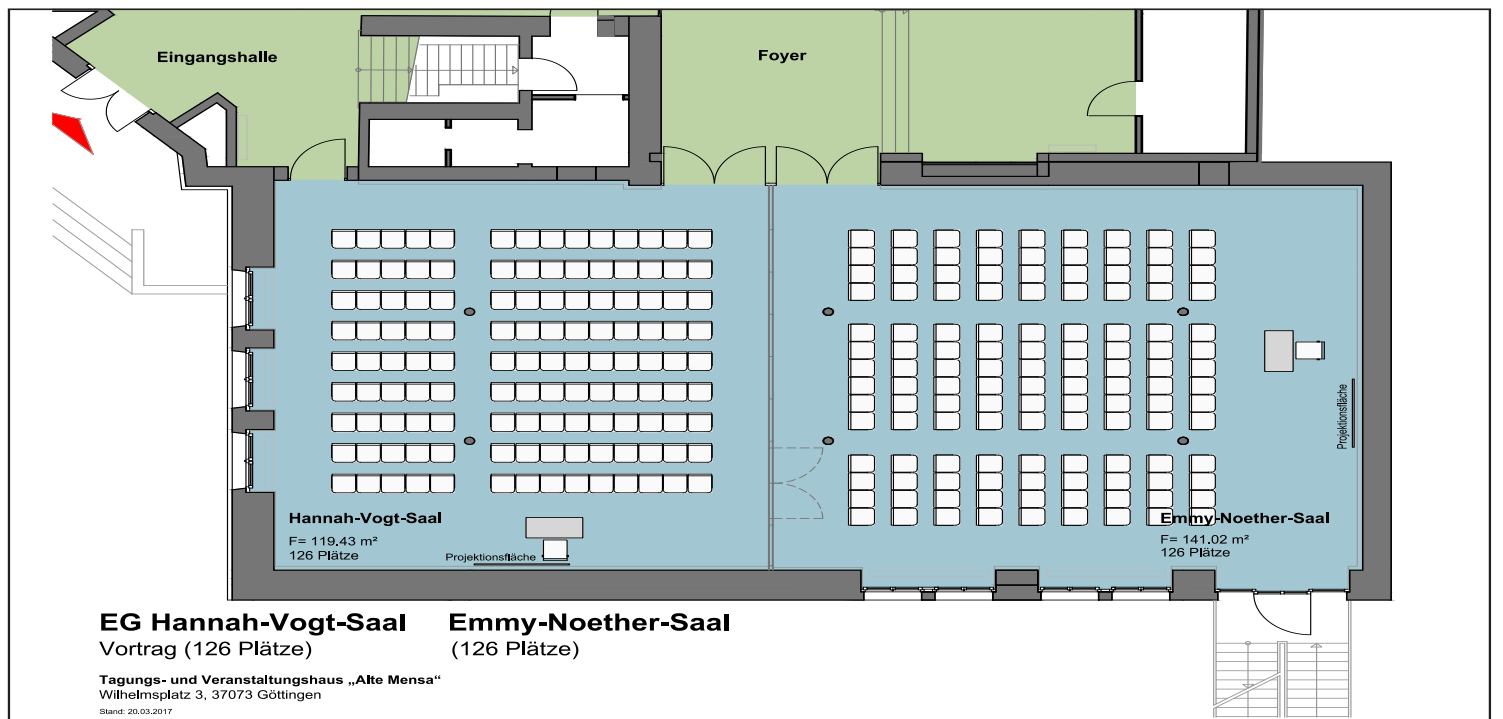 Eingangshalle
Foyer
Projektionsfläche
Hannah-Vogt-Saal
F= 119.43 m²
126 Plätze
Projektionsfläche
Emmy-Noether-Saal
F= 141.02 m²
126 Plätze
EG Hannah-Vogt-Saal Emmy-Noether-Saal
Vortrag (126 Plätze) (126 Plätze)
Tagungs- und Veranstaltungshaus „Alte Mensa“
Wilhelmsplatz 3, 37073 Göttingen
Stand: 20.03.2017